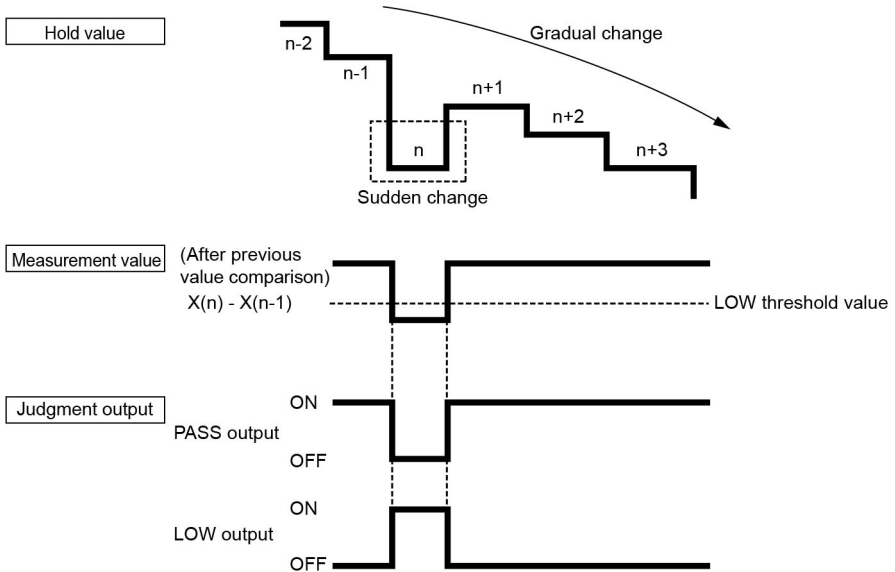 Hold value
Gradual change
n-2
n-1
n+1
n+2
n
n+3
Sudden change
Measurement value
(After previous
value comparison)
X(n) - X(n-1)
LOW threshold value
Judgment output
ON
PASS output
OFF
ON
LOW output
OFF